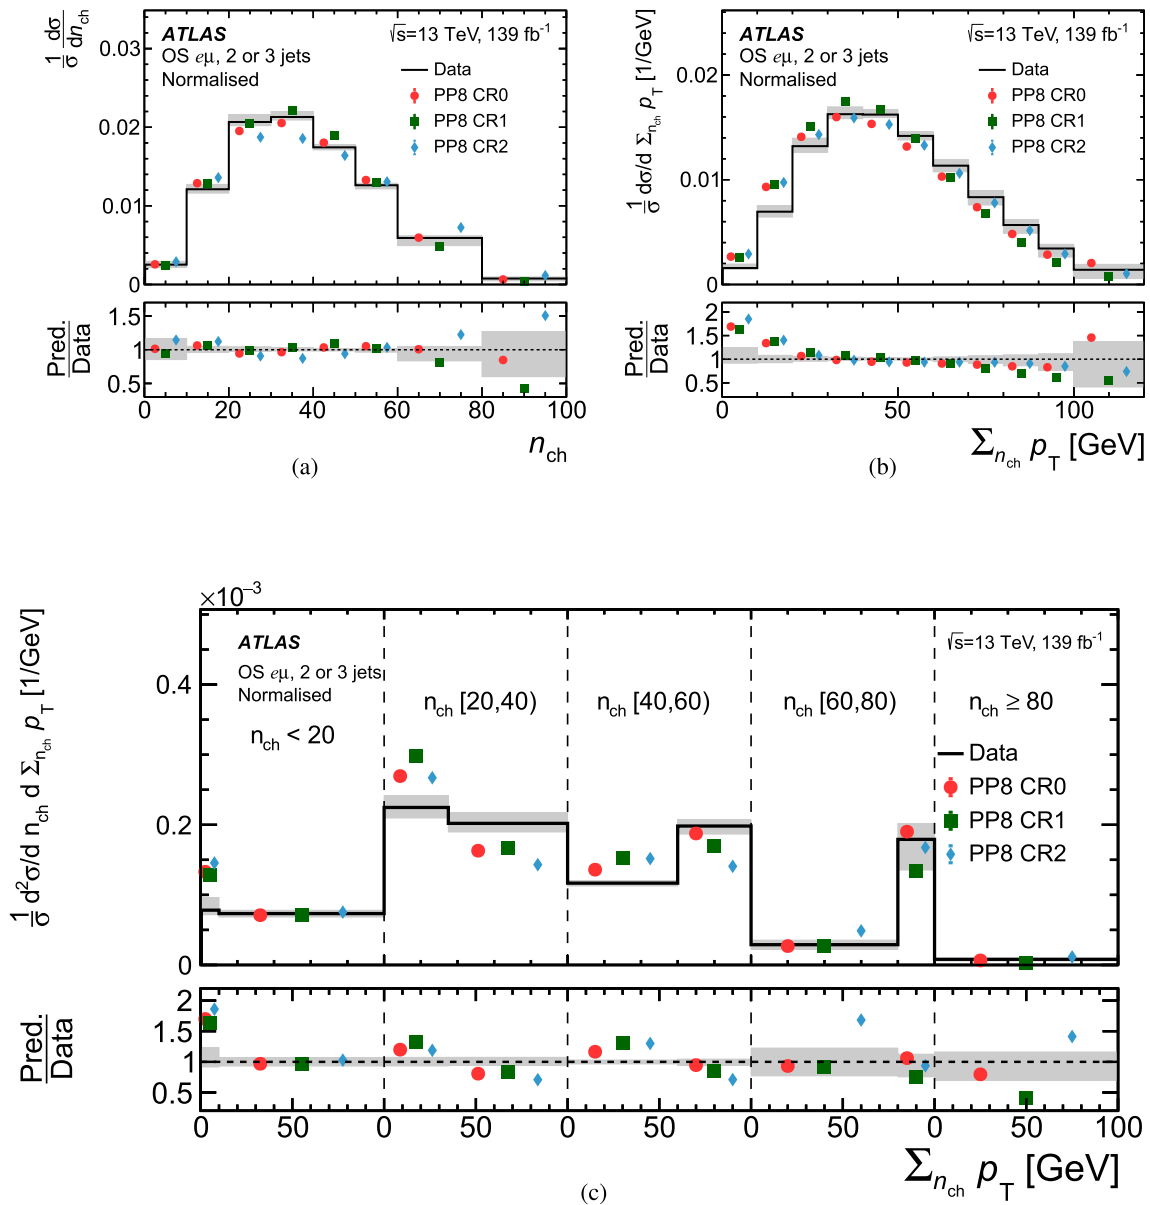 1/σ dσ/dn_ch
ATLAS
√s=13 TeV, 139 fb⁻¹
OS eμ, 2 or 3 jets
Normalised
Data
PP8 CR0
PP8 CR1
PP8 CR2
0.03
0.02
0.01
0
Pred./Data
1.5
1
0.5
0 20 40 60 80 100
n_ch
(a)
1/σ dσ/d Σ_n_ch p_T [1/GeV]
ATLAS
√s=13 TeV, 139 fb⁻¹
OS eμ, 2 or 3 jets
Normalised
Data
PP8 CR0
PP8 CR1
PP8 CR2
0.02
0.01
0
Pred./Data
2
1.5
1
0.5
0 50 100
Σ_n_ch p_T [GeV]
(b)
×10⁻³
1/σ d²σ/d n_ch d Σ_n_ch p_T [1/GeV]
ATLAS
√s=13 TeV, 139 fb⁻¹
OS eμ, 2 or 3 jets
Normalised
n_ch < 20
n_ch [20,40)
n_ch [40,60)
n_ch [60,80)
n_ch ≥ 80
Data
PP8 CR0
PP8 CR1
PP8 CR2
0.4
0.2
0
Pred./Data
2
1.5
1
0.5
0 50 0 50 0 50 0 50 0 50 100
Σ_n_ch p_T [GeV]
(c)